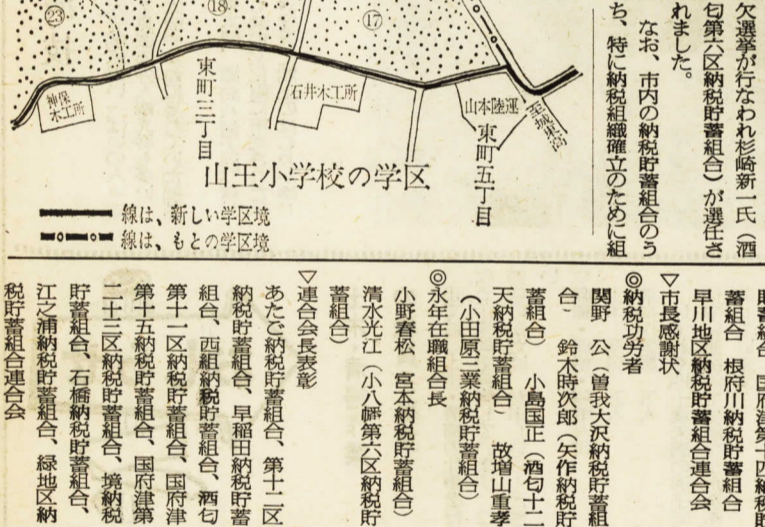 欠選挙が行なわれ杉崎新一氏（酒
匂第六区納税貯蓄組合）が選任さ
れました。
なお、市内の納税貯蓄組合のう
ち、特に納税組織確立のために組
㉓
⑱
⑰
神保
木工所
東町三丁目
石井木工所
山本陸運
東町五丁目
至城東高
山王小学校の学区
線は、新しい学区境
線は、もとの学区境
蓄組合　根府川納税貯蓄組合
早川地区納税貯蓄組合連合会
▽市長感謝状
◎納税功労者
関野　公（曽我大沢納税貯蓄組
合）　鈴木時次郎（矢作納税貯
蓄組合）　小島国正（酒匂十二
天納税貯蓄組合）　故増山重孝
（小田原三業納税貯蓄組合）
◎永年在職組合長
小野春松　宮本納税貯蓄組合）
清水光江（小八幡第六区納税貯
蓄組合）
▽連合会長表彰
あたご納税貯蓄組合、第十二区
納税貯蓄組合、早稲田納税貯蓄
組合、西組納税貯蓄組合、酒匂
第十一区納税貯蓄組合、国府津
第十五納税貯蓄組合、国府津第
二十三区納税貯蓄組合、境納税
貯蓄組合、石橋納税貯蓄組合、
江之浦納税貯蓄組合、緑地区納
税貯蓄組合連合会